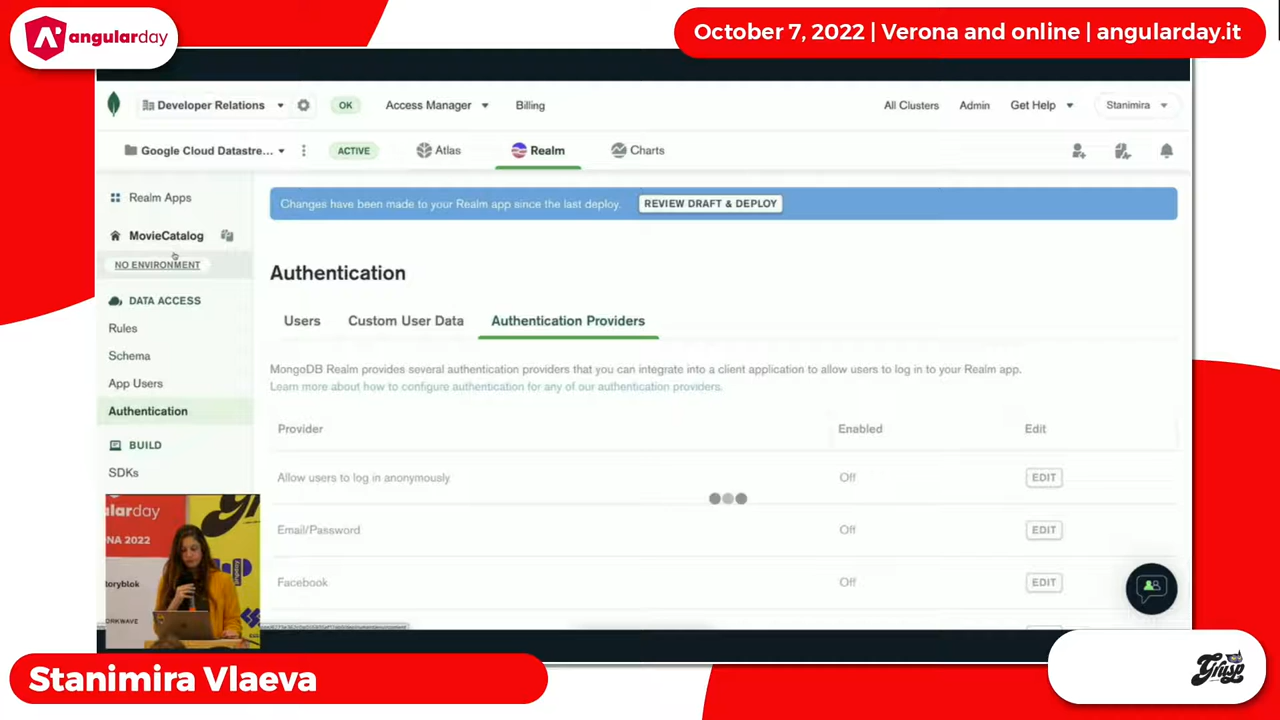 angularday
October 7, 2022 | Verona and online | angularday.it
Developer Relations
OK
Access Manager
Billing
All Clusters
Admin
Get Help
Stanimira
Google Cloud Datastre...
ACTIVE
Atlas
Realm
Charts
Realm Apps
MovieCatalog
NO ENVIRONMENT
DATA ACCESS
Rules
Schema
App Users
Authentication
BUILD
SDKs
Changes have been made to your Realm app since the last deploy.
REVIEW DRAFT & DEPLOY
Authentication
Users
Custom User Data
Authentication Providers
MongoDB Realm provides several authentication providers that you can integrate into a client application to allow users to log in to your Realm app.
Learn more about how to configure authentication for any of our authentication providers.
Provider
Enabled
Edit
Allow users to log in anonymously
Off
EDIT
Email/Password
Off
EDIT
Facebook
Off
EDIT
ularday
NA 2022
toryblok
ORKWAVE
Stanimira Vlaeva
Grusp